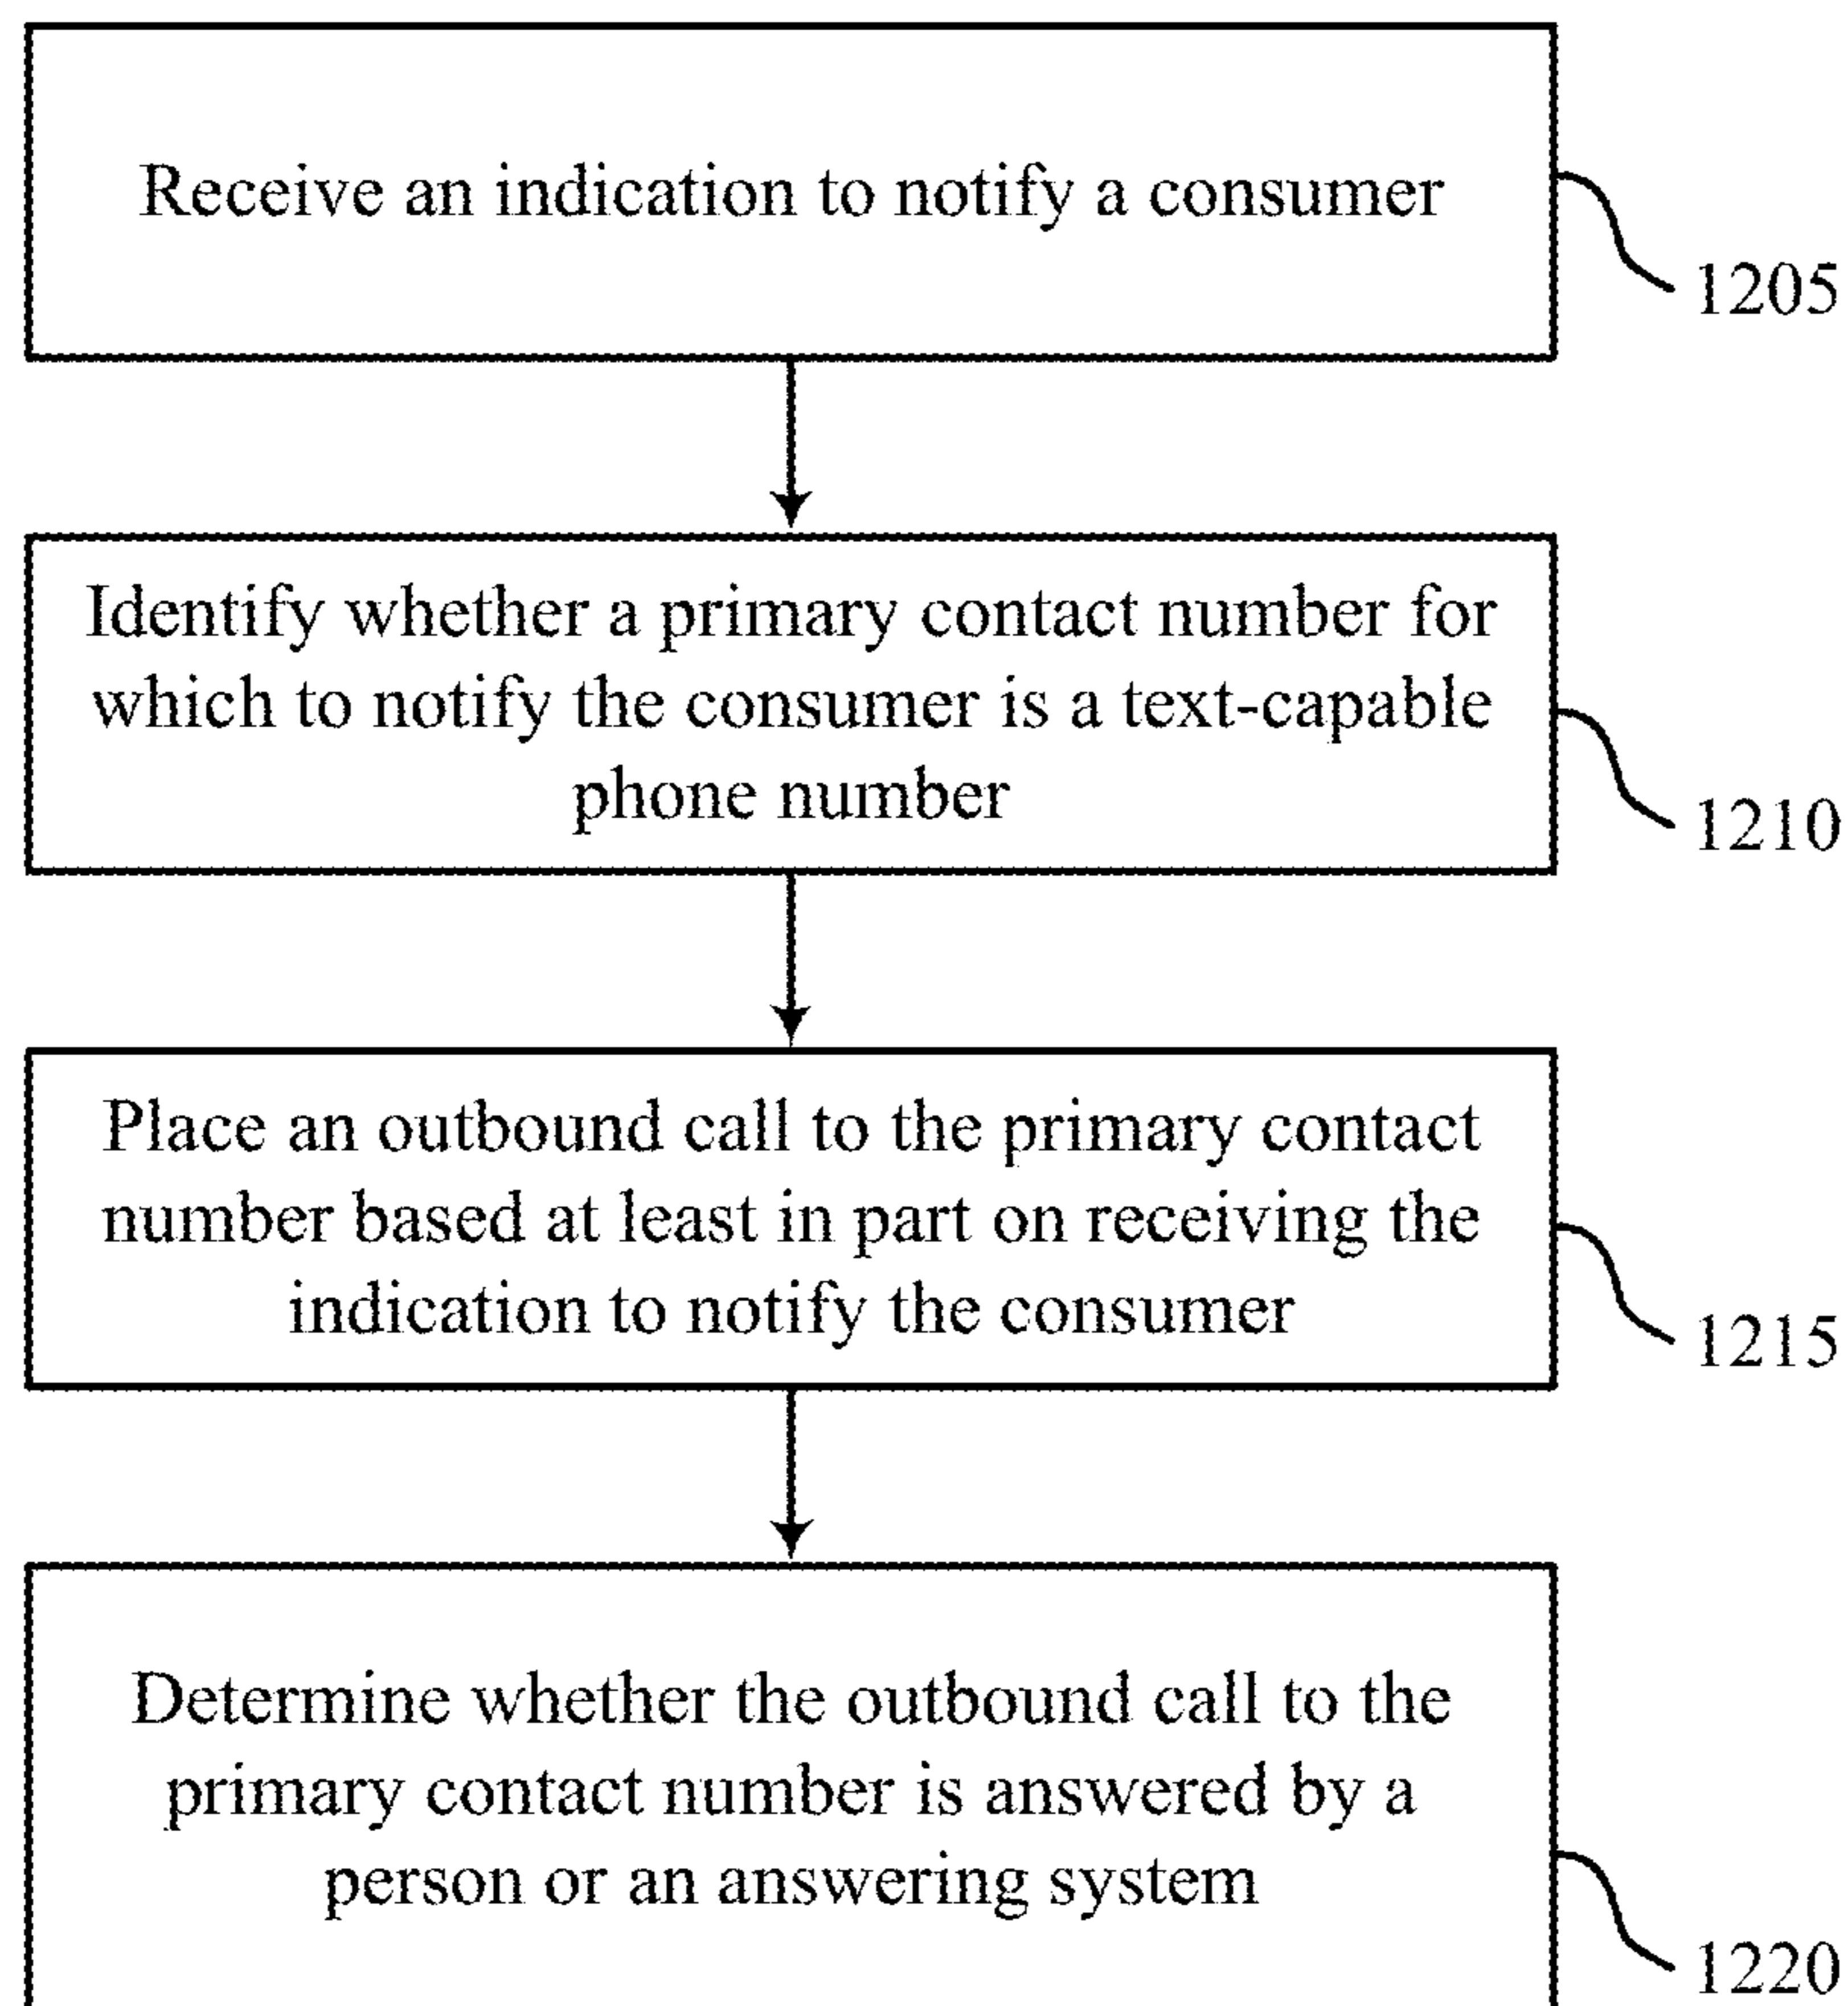 Receive an indication to notify a consumer
1205
Identify whether a primary contact number for
which to notify the consumer is a text-capable
phone number
1210
Place an outbound call to the primary contact
number based at least in part on receiving the
indication to notify the consumer
1215
Determine whether the outbound call to the
primary contact number is answered by a
person or an answering system
1220